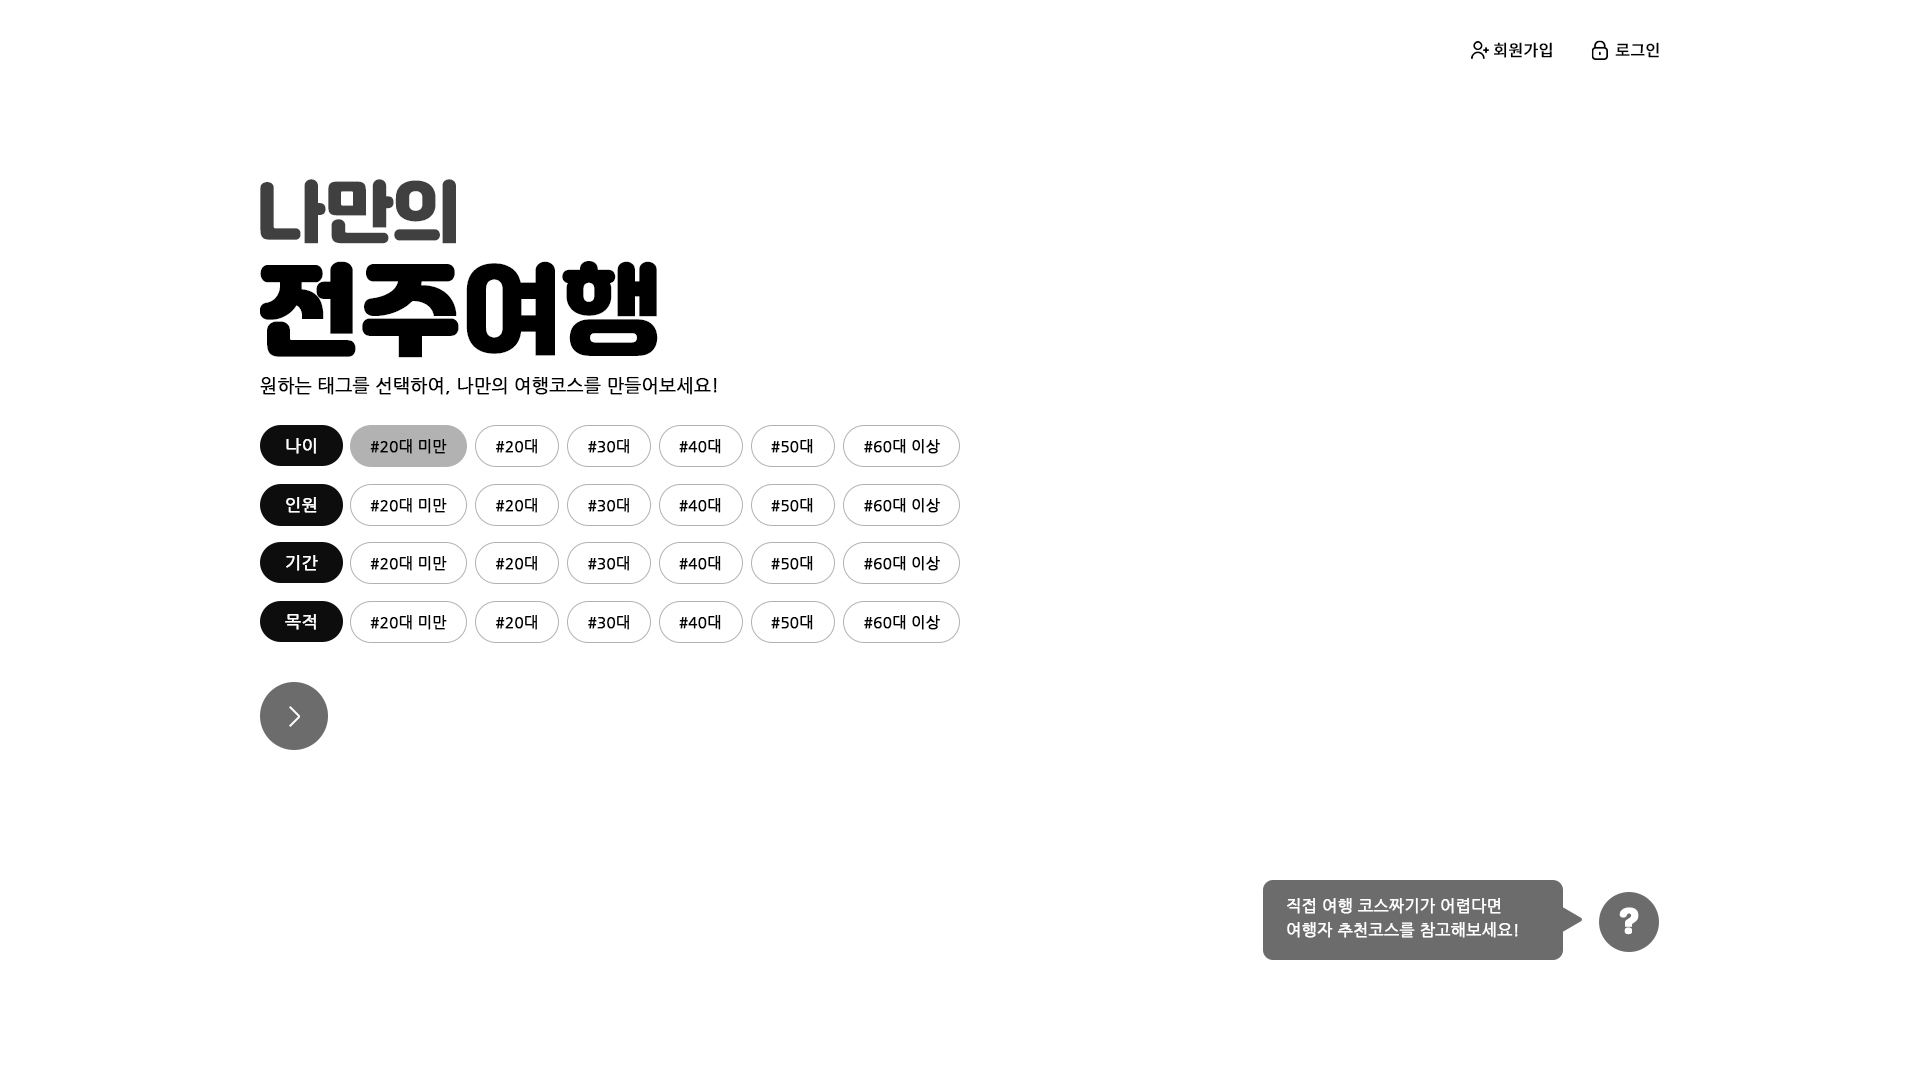 회원가입 로그인
나만의
전주여행
원하는 태그를 선택하여, 나만의 여행코스를 만들어보세요!
나이 #20대 미만 #20대 #30대 #40대 #50대 #60대 이상
인원 #20대 미만 #20대 #30대 #40대 #50대 #60대 이상
기간 #20대 미만 #20대 #30대 #40대 #50대 #60대 이상
목적 #20대 미만 #20대 #30대 #40대 #50대 #60대 이상
직접 여행 코스짜기가 어렵다면
여행자 추천코스를 참고해보세요!
?